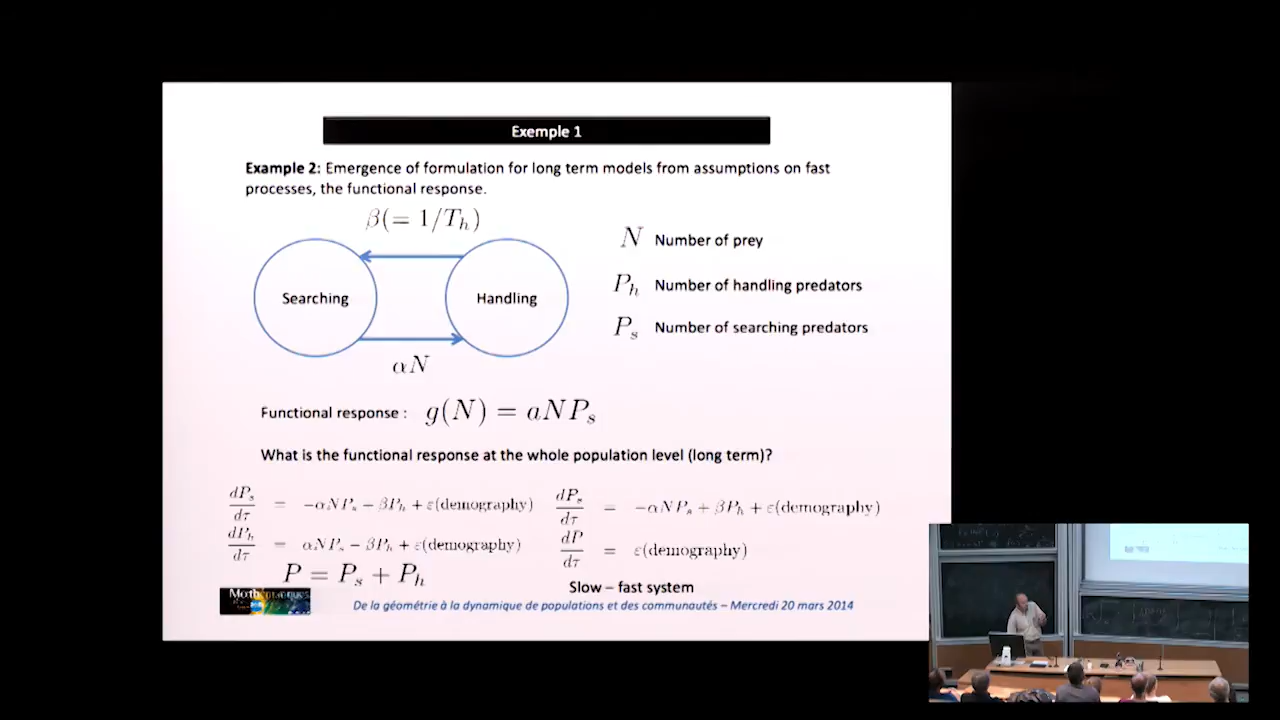 Exemple 1
Example 2: Emergence of formulation for long term models from assumptions on fast
processes, the functional response.
β(= 1/T_h)
Searching
Handling
αN
N Number of prey
P_h Number of handling predators
P_s Number of searching predators
Functional response : g(N) = aNP_s
What is the functional response at the whole population level (long term)?
dP_s/dτ = −αNP_s − βP_h + ε(demography)
dP_h/dτ = αNP_s − βP_h + ε(demography)
P = P_s + P_h
dP_s/dτ = −αNP_s + βP_h + ε(demography)
dP/dτ = ε(demography)
Slow – fast system
De la géométrie à la dynamique de populations et des communautés – Mercredi 20 mars 2014